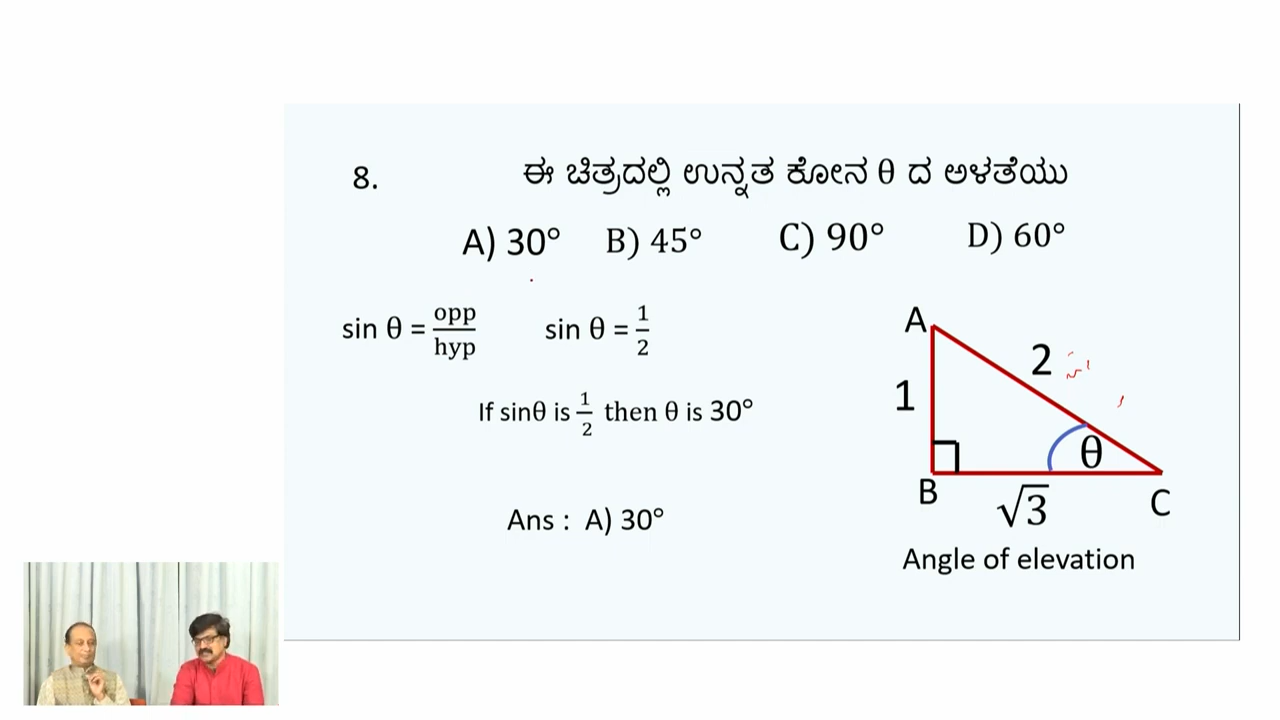 8. ಈ ಚಿತ್ರದಲ್ಲಿ ಉನ್ನತ ಕೋನ θ ದ ಅಳತೆಯು
A) 30° B) 45° C) 90° D) 60°
sin θ = opp/hyp sin θ = 1/2
If sinθ is 1/2 then θ is 30°
Ans : A) 30°
A
2
1
θ
B
√3
C
Angle of elevation